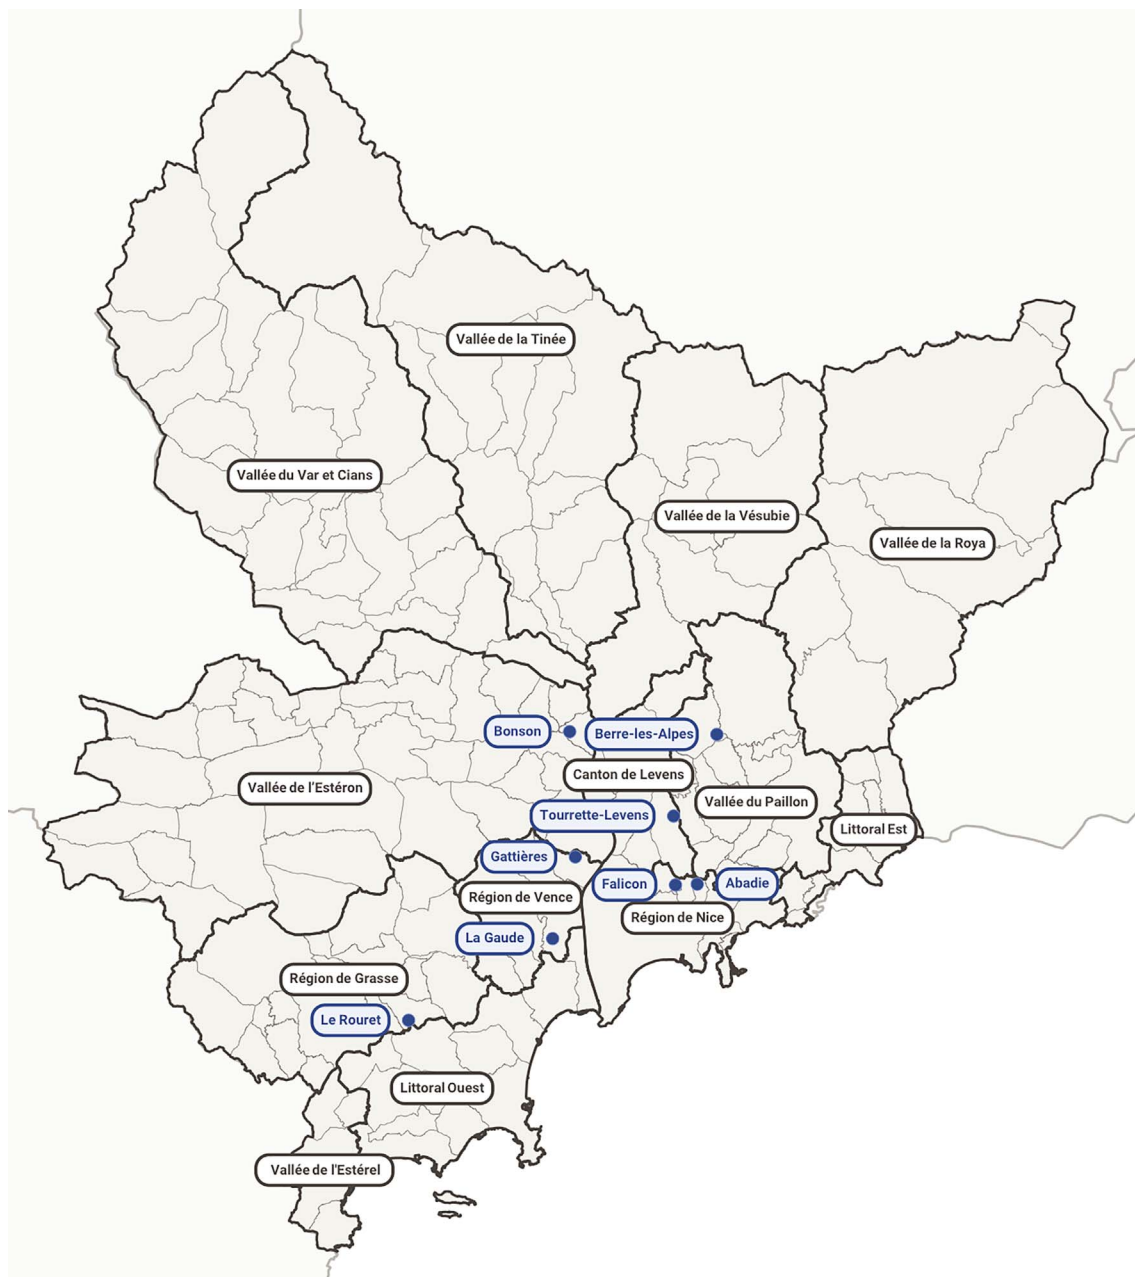 Vallée de la Tinée
Vallée du Var et Cians
Vallée de la Vésubie
Vallée de la Roya
Bonson
Berre-les-Alpes
Canton de Levens
Vallée de l'Estéron
Vallée du Paillon
Tourrette-Levens
Littoral Est
Gattières
Falicon
Abadie
Région de Vence
Région de Nice
La Gaude
Région de Grasse
Le Rouret
Littoral Ouest
Vallée de l'Estérel